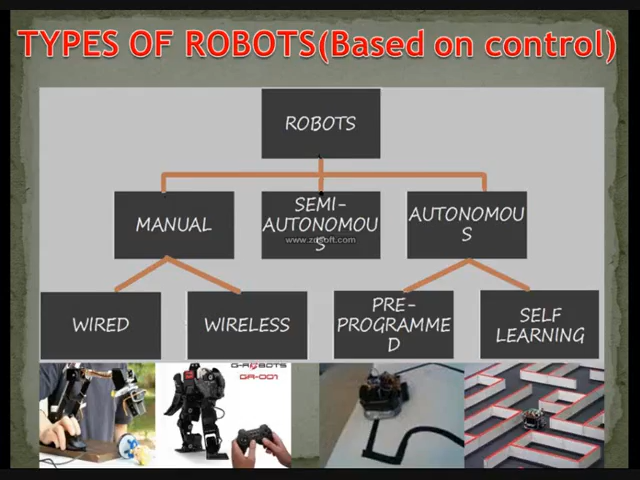 TYPES OF ROBOTS(Based on control)
ROBOTS
MANUAL
SEMI-
AUTONOMOU
S
www.zdsoft.com
AUTONOMOU
S
WIRED
WIRELESS
PRE-
PROGRAMME
D
SELF
LEARNING
G-ROBOTS
GR-001